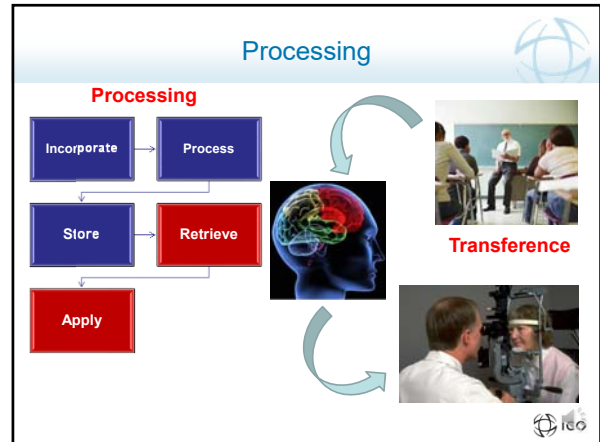 Processing
Processing
Incorporate
Process
Store
Retrieve
Apply
Transference
ICO